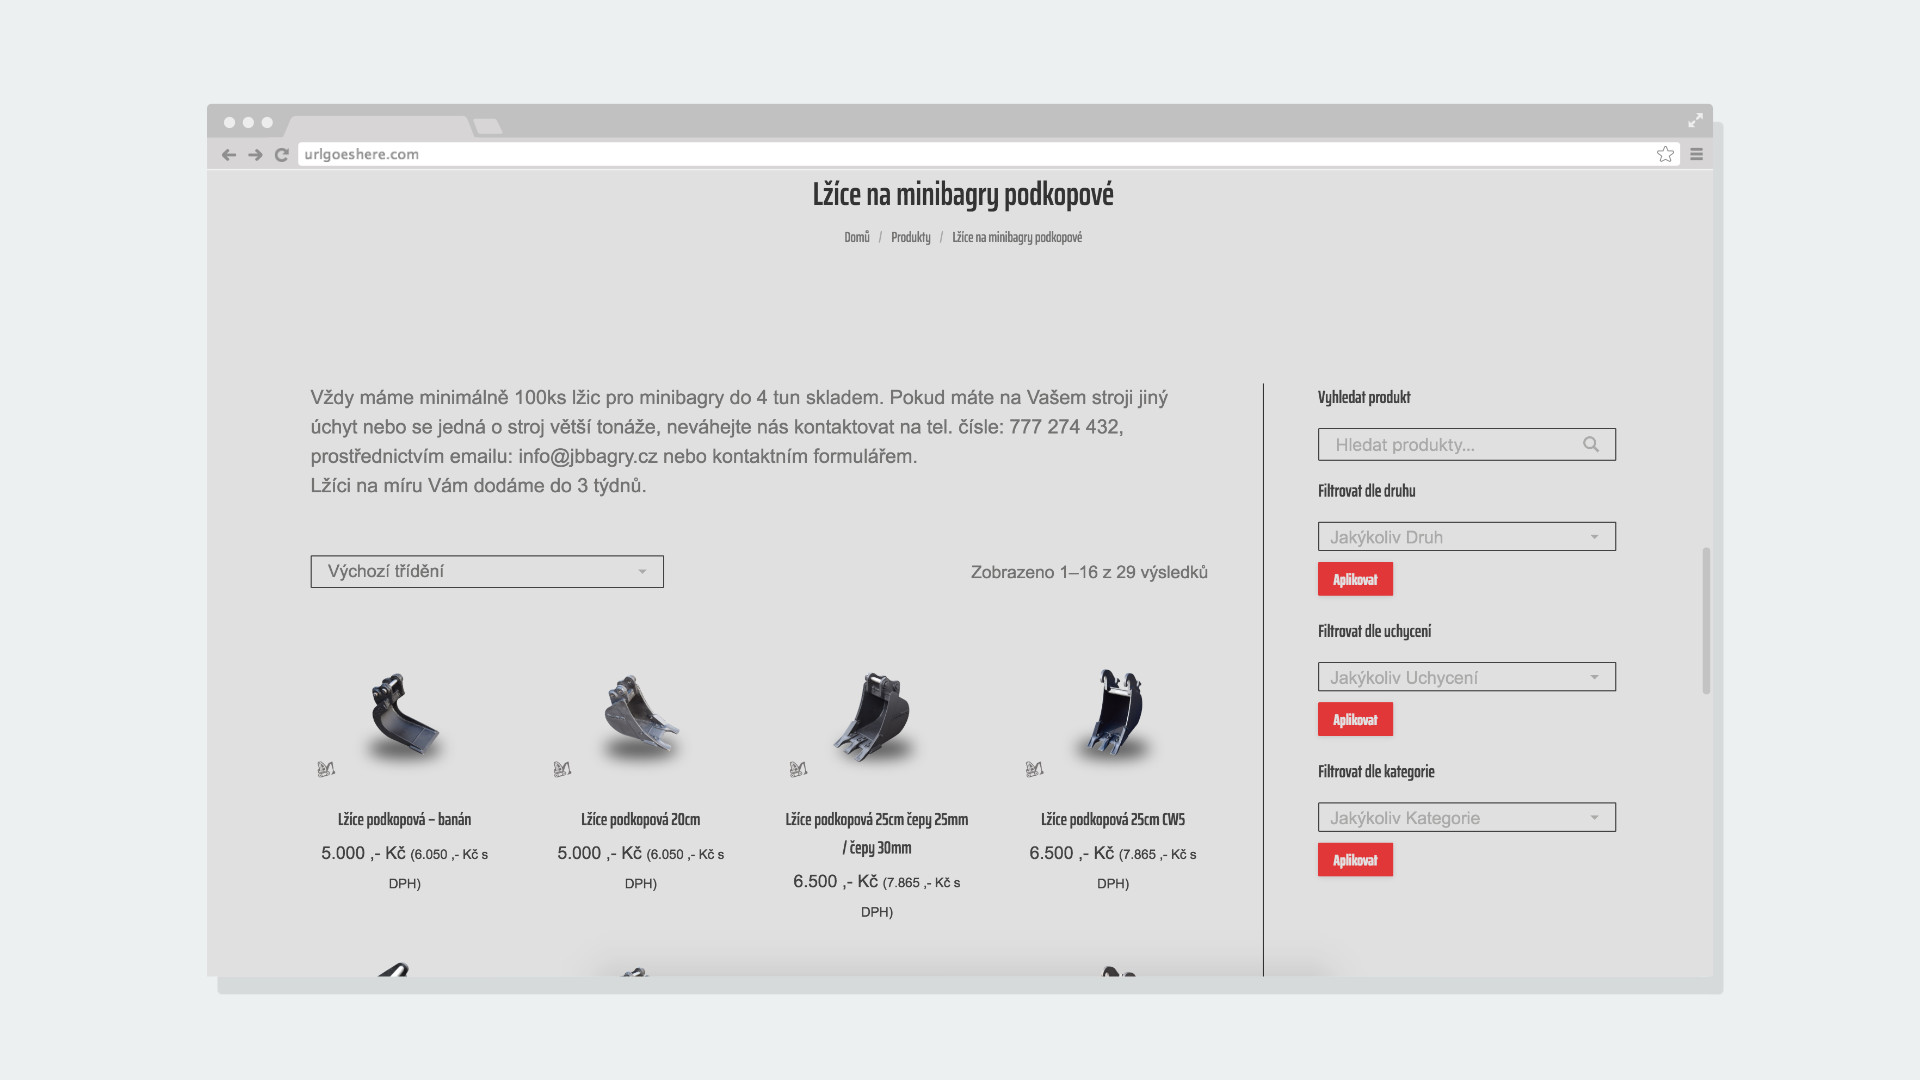 urlgoeshere.com
Lžíce na minibagry podkopové
Domů / Produkty / Lžíce na minibagry podkopové
Vždy máme minimálně 100ks lžic pro minibagry do 4 tun skladem. Pokud máte na Vašem stroji jiný
úchyt nebo se jedná o stroj větší tonáže, neváhejte nás kontaktovat na tel. čísle: 777 274 432,
prostřednictvím emailu: info@jbbagry.cz nebo kontaktním formulářem.
Lžíci na míru Vám dodáme do 3 týdnů.
Výchozí třídění
Zobrazeno 1–16 z 29 výsledků
Lžíce podkopová – banán
5.000 ,- Kč (6.050 ,- Kč s
DPH)
Lžíce podkopová 20cm
5.000 ,- Kč (6.050 ,- Kč s
DPH)
Lžíce podkopová 25cm čepy 25mm
/ čepy 30mm
6.500 ,- Kč (7.865 ,- Kč s
DPH)
Lžíce podkopová 25cm CW5
6.500 ,- Kč (7.865 ,- Kč s
DPH)
Vyhledat produkt
Hledat produkty...
Filtrovat dle druhu
Jakýkoliv Druh
Aplikovat
Filtrovat dle uchycení
Jakýkoliv Uchycení
Aplikovat
Filtrovat dle kategorie
Jakýkoliv Kategorie
Aplikovat